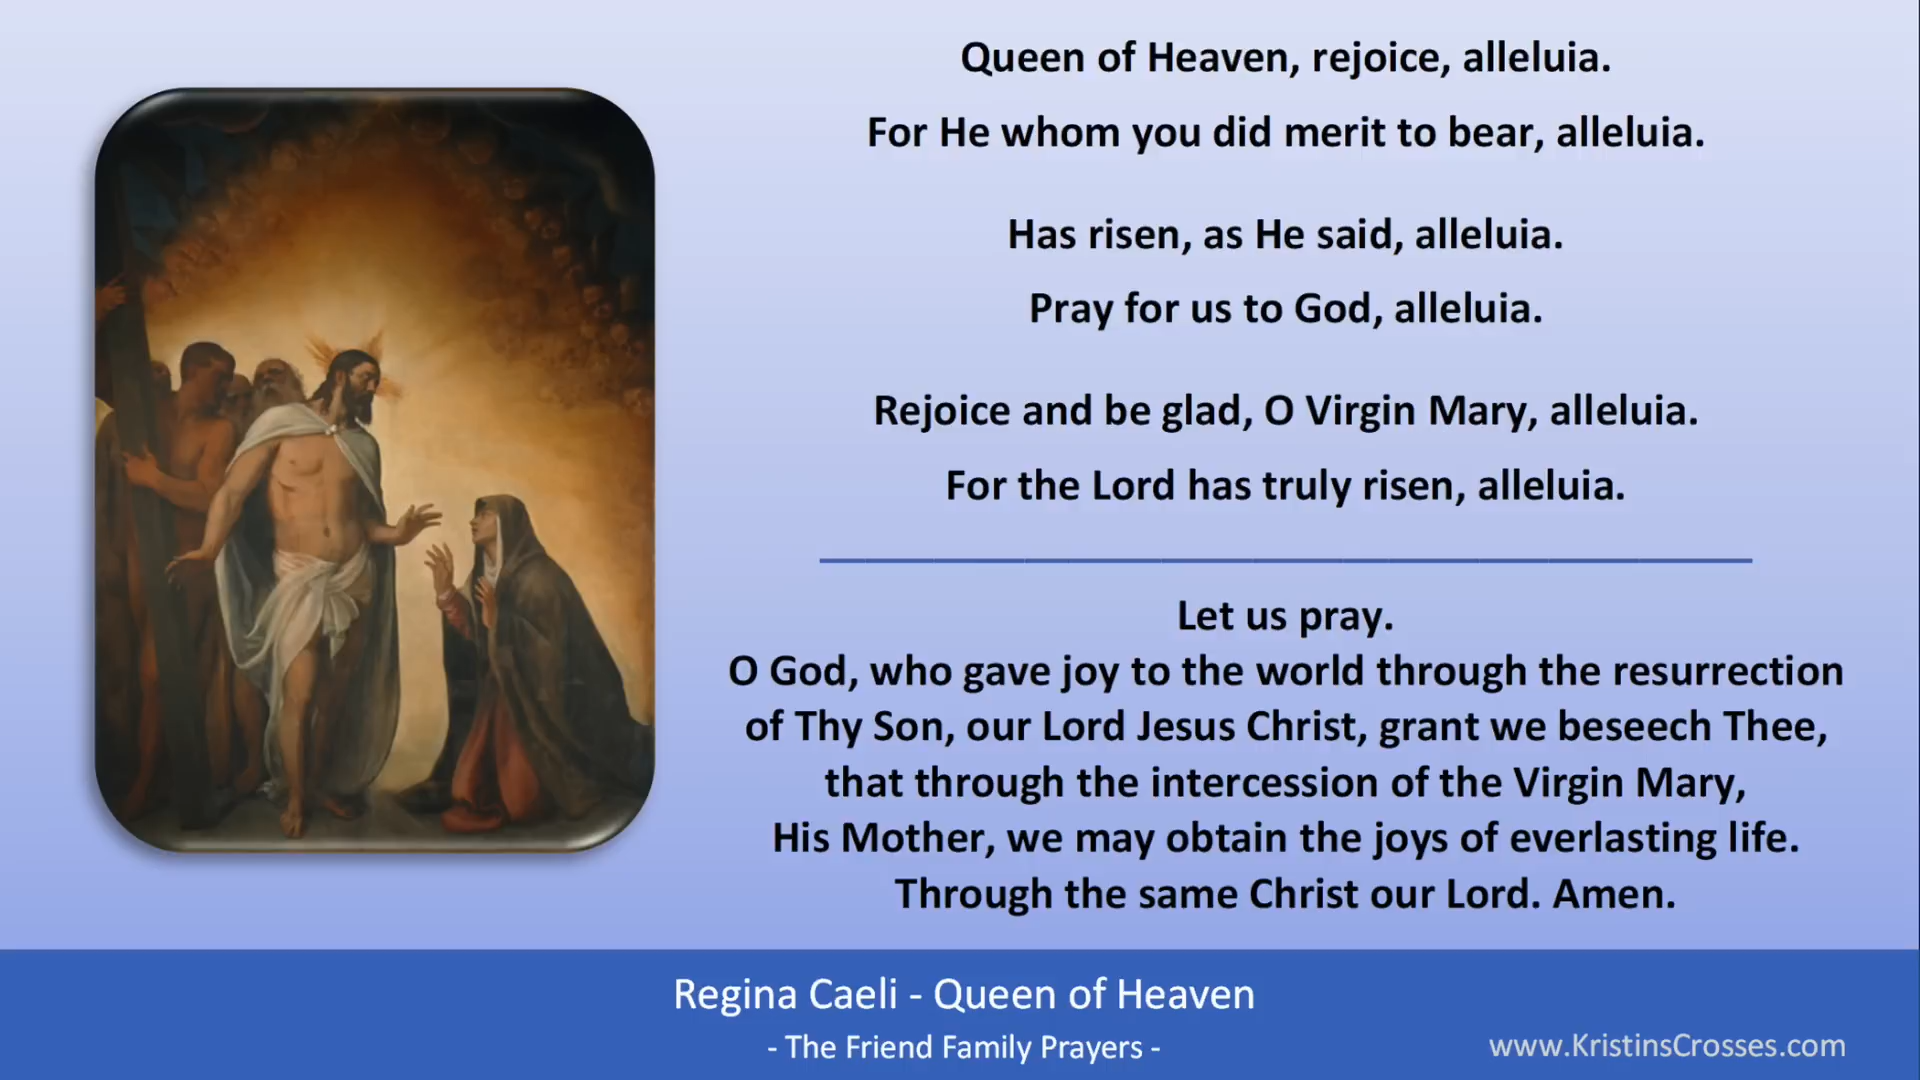 Queen of Heaven, rejoice, alleluia.
For He whom you did merit to bear, alleluia.
Has risen, as He said, alleluia.
Pray for us to God, alleluia.
Rejoice and be glad, O Virgin Mary, alleluia.
For the Lord has truly risen, alleluia.
Let us pray.
O God, who gave joy to the world through the resurrection
of Thy Son, our Lord Jesus Christ, grant we beseech Thee,
that through the intercession of the Virgin Mary,
His Mother, we may obtain the joys of everlasting life.
Through the same Christ our Lord. Amen.
Regina Caeli - Queen of Heaven
- The Friend Family Prayers -
www.KristinsCrosses.com